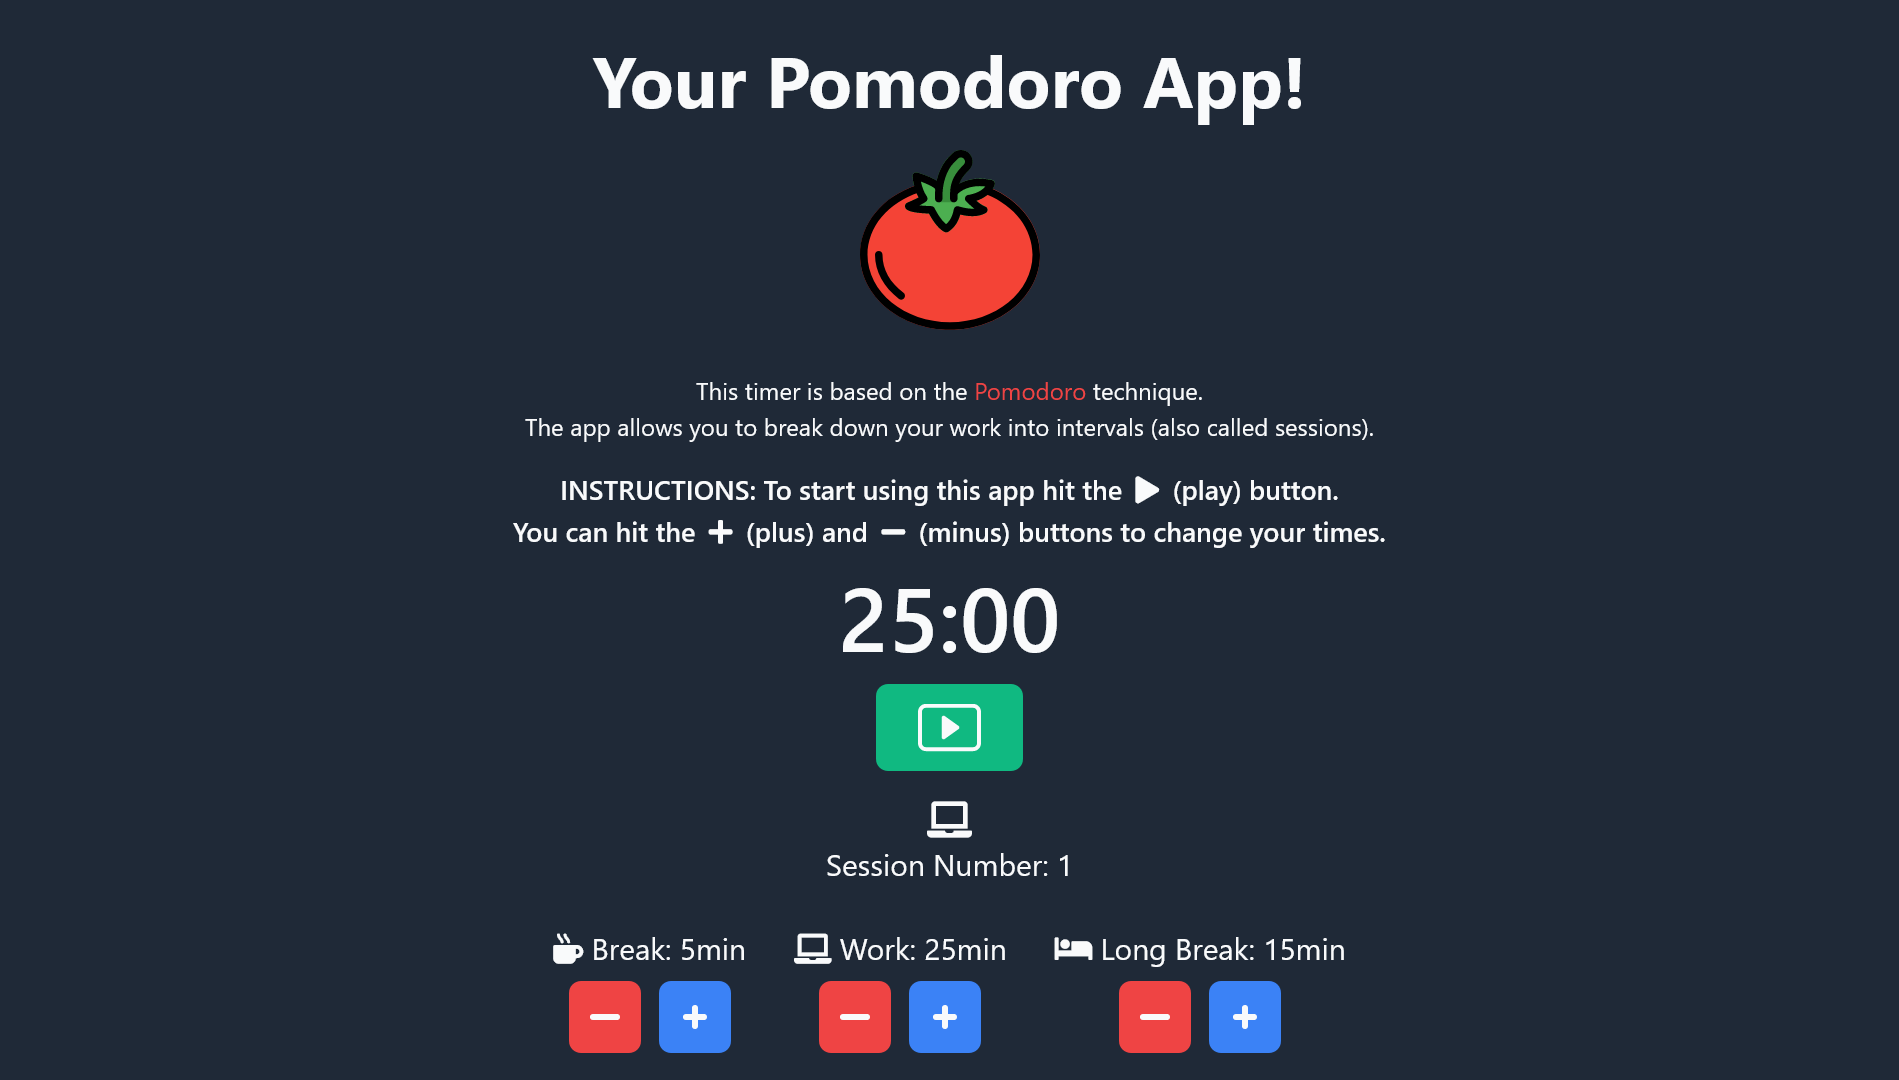 Your Pomodoro App!
This timer is based on the Pomodoro technique.
The app allows you to break down your work into intervals (also called sessions).
INSTRUCTIONS: To start using this app hit the (play) button.
You can hit the (plus) and (minus) buttons to change your times.
25:00
Session Number: 1
Break: 5min Work: 25min Long Break: 15min